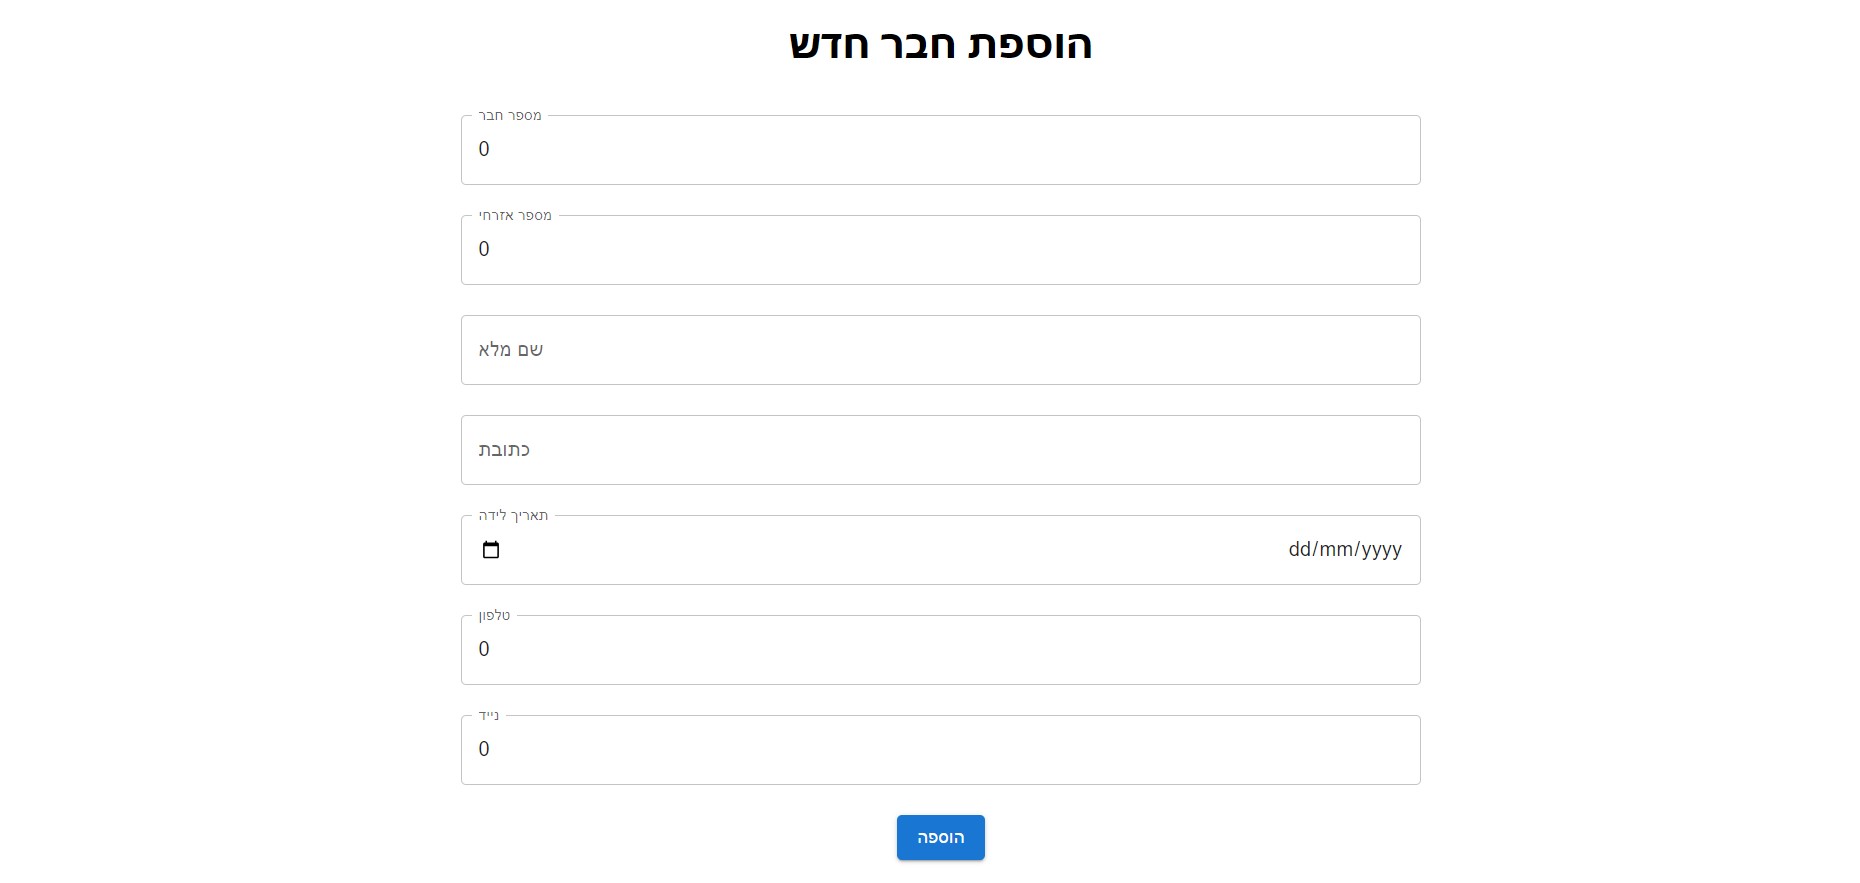 הוספת חבר חדש
מספר חבר
0
מספר אזרחי
0
שם מלא
כתובת
תאריך לידה
dd/mm/yyyy
טלפון
0
נייד
0
הוספה